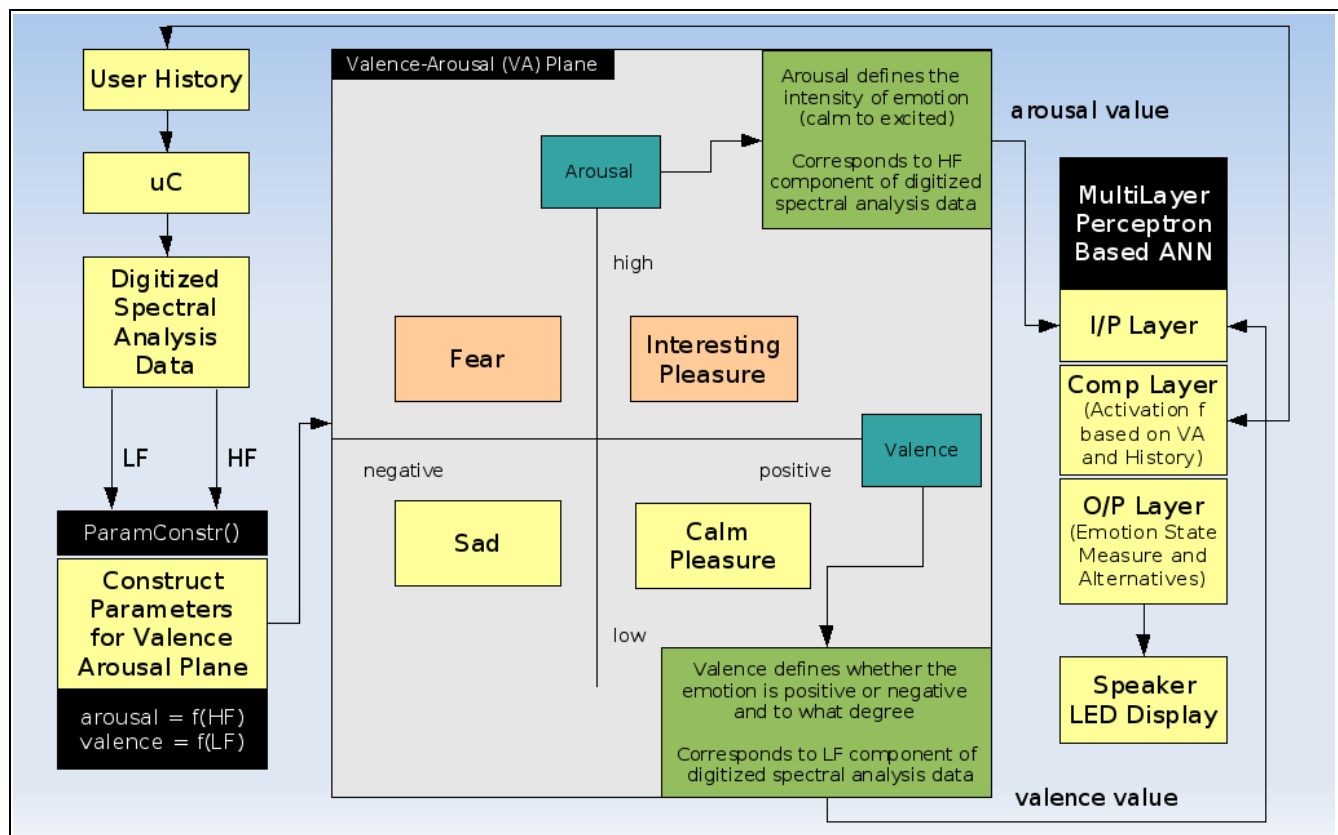 User History
uC
Digitized
Spectral
Analysis
Data
LF
HF
ParamConstr()
Construct
Parameters
for Valence
Arousal Plane
arousal = f(HF)
valence = f(LF)
Valence-Arousal (VA) Plane
Arousal
high
Fear
Interesting
Pleasure
negative
positive
Valence
Sad
Calm
Pleasure
low
Arousal defines the
intensity of emotion
(calm to excited)
Corresponds to HF
component of digitized
spectral analysis data
Valence defines whether the
emotion is positive or negative
and to what degree
Corresponds to LF component of
digitized spectral analysis data
arousal value
MultiLayer
Perceptron
Based ANN
I/P Layer
Comp Layer
(Activation f
based on VA
and History)
O/P Layer
(Emotion State
Measure and
Alternatives)
Speaker
LED Display
valence value